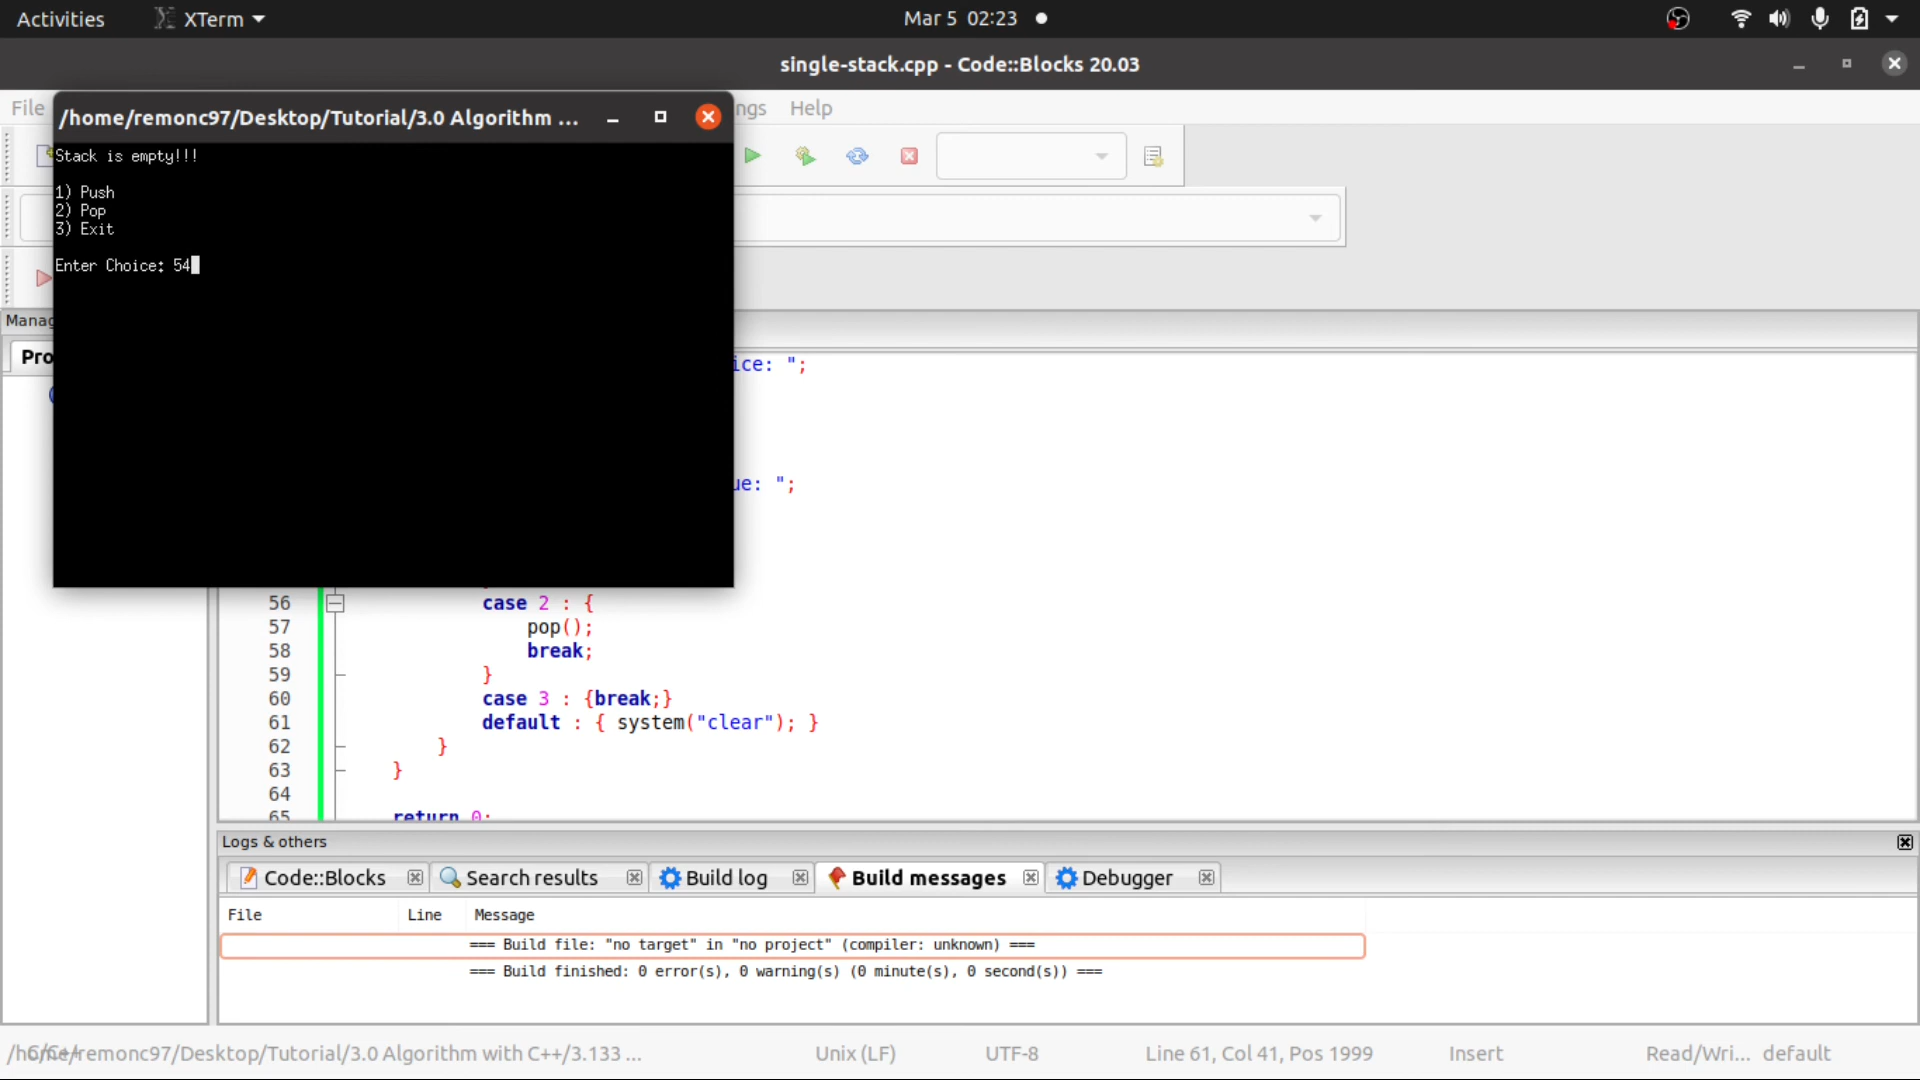 Activities
XTerm
Mar 5 02:23
single-stack.cpp - Code::Blocks 20.03
File
ngs
Help
/home/remonc97/Desktop/Tutorial/3.0 Algorithm ...
Stack is empty!!!
1) Push
2) Pop
3) Exit
Enter Choice: 54
Manag
Pro
ice: ";
ue: ";
56 case 2 : {
57 pop();
58 break;
59 }
60 case 3 : {break;}
61 default : { system("clear"); }
62 }
63 }
64
65 return 0;
Logs & others
Code::Blocks
Search results
Build log
Build messages
Debugger
File Line Message
=== Build file: "no target" in "no project" (compiler: unknown) ===
=== Build finished: 0 error(s), 0 warning(s) (0 minute(s), 0 second(s)) ===
/home/remonc97/Desktop/Tutorial/3.0 Algorithm with C++/3.133 ...
C/C++
Unix (LF)
UTF-8
Line 61, Col 41, Pos 1999
Insert
Read/Wri...
default